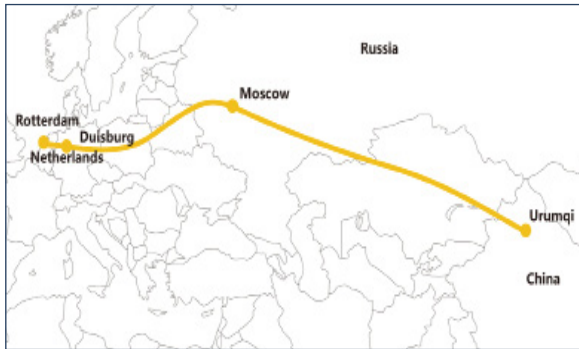 Russia
Moscow
Rotterdam
Duisburg
Netherlands
Urumqi
China